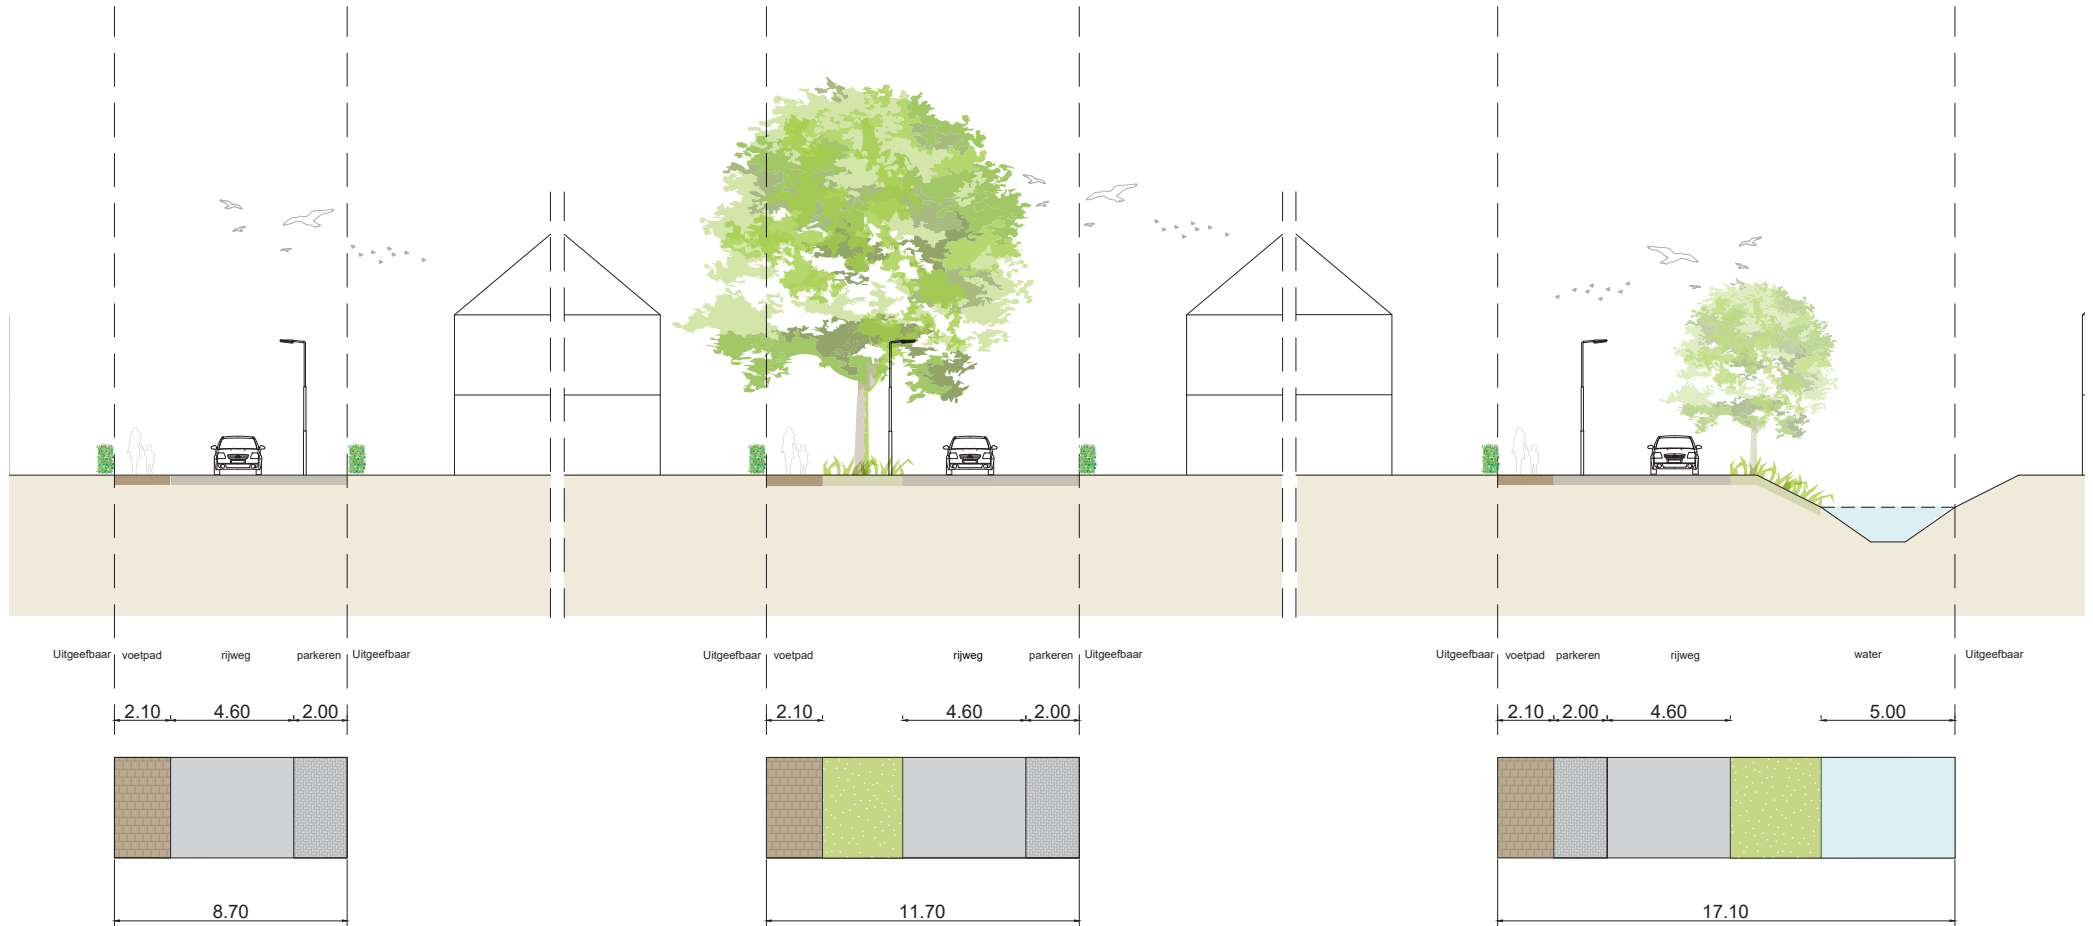 Uitgeefbaar voetpad rijweg parkeren Uitgeefbaar Uitgeefbaar voetpad rijweg parkeren Uitgeefbaar Uitgeefbaar voetpad parkeren rijweg water Uitgeefbaar
2.10 4.60 2.00 2.10 4.60 2.00 2.10 2.00 4.60 5.00
8.70 11.70 17.10